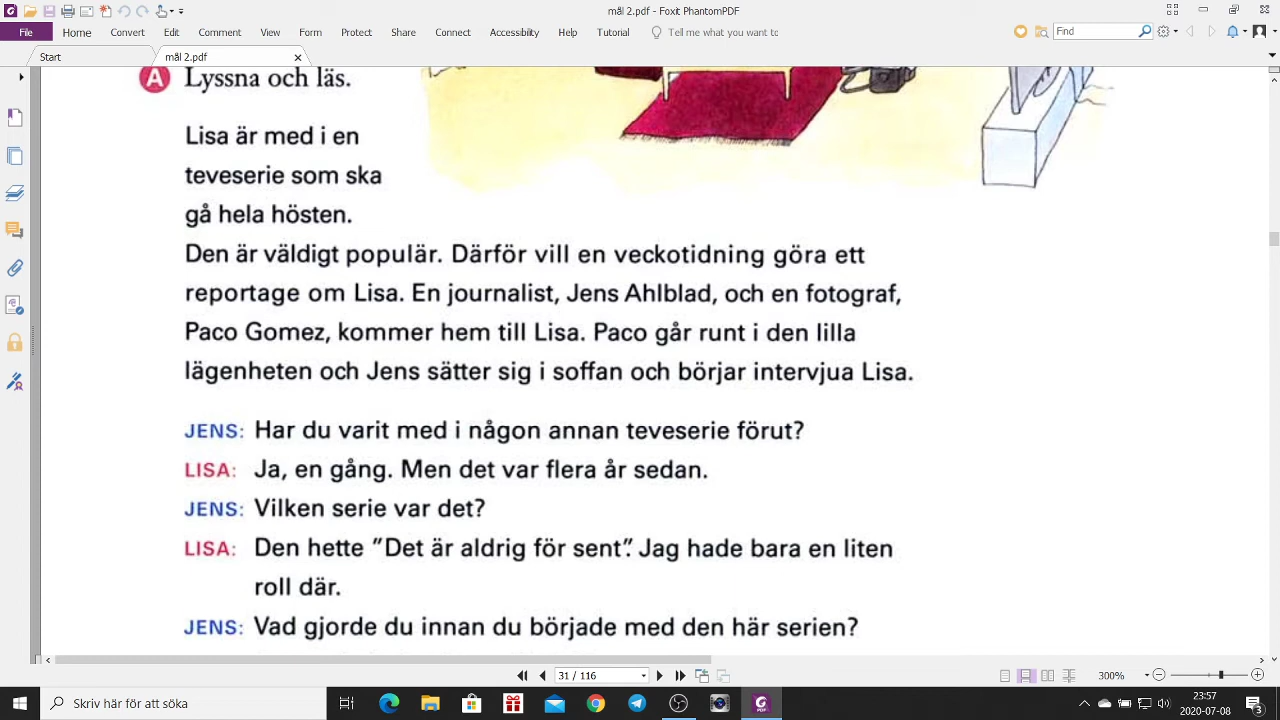 mål 2.pdf - Foxit PhantomPDF
File Home Convert Edit Comment View Form Protect Share Connect Accessibility Help Tutorial Tell me what you want to Find
Start mål 2.pdf
A Lyssna och läs.
Lisa är med i en
teveserie som ska
gå hela hösten.
Den är väldigt populär. Därför vill en veckotidning göra ett
reportage om Lisa. En journalist, Jens Ahlblad, och en fotograf,
Paco Gomez, kommer hem till Lisa. Paco går runt i den lilla
lägenheten och Jens sätter sig i soffan och börjar intervjua Lisa.
JENS: Har du varit med i någon annan teveserie förut?
LISA: Ja, en gång. Men det var flera år sedan.
JENS: Vilken serie var det?
LISA: Den hette ”Det är aldrig för sent”. Jag hade bara en liten
roll där.
JENS: Vad gjorde du innan du började med den här serien?
31 / 116 300%
Skriv här för att söka 23:57
2020-07-08 3